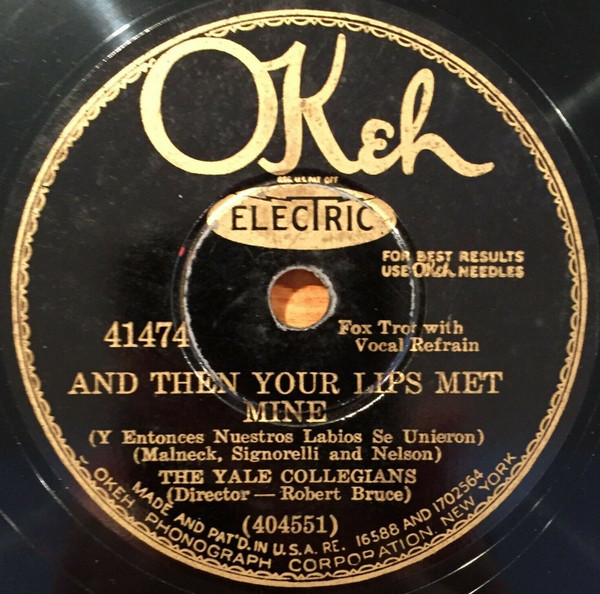 OKeh
REG. U.S. PAT. OFF.
ELECTRIC
FOR BEST RESULTS
USE OKeh NEEDLES
41474
Fox Trot with
Vocal Refrain
AND THEN YOUR LIPS MET
MINE
(Y Entonces Nuestros Labios Se Unieron)
(Malneck, Signorelli and Nelson)
THE YALE COLLEGIANS
(Director — Robert Bruce)
(404551)
MADE AND PAT'D. IN U.S.A. RE. 16588 AND 1702564
OKEH PHONOGRAPH CORPORATION, NEW YORK